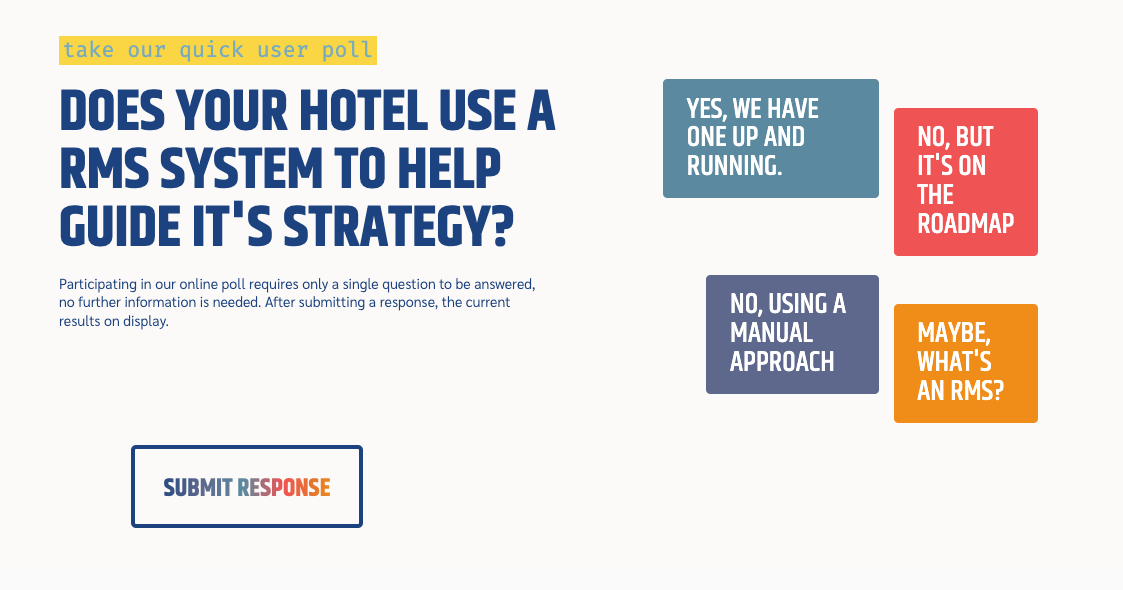 take our quick user poll
DOES YOUR HOTEL USE A
RMS SYSTEM TO HELP
GUIDE IT'S STRATEGY?
Participating in our online poll requires only a single question to be answered,
no further information is needed. After submitting a response, the current
results on display.
YES, WE HAVE
ONE UP AND
RUNNING.
NO, BUT
IT'S ON
THE
ROADMAP
NO, USING A
MANUAL
APPROACH
MAYBE,
WHAT'S
AN RMS?
SUBMIT RESPONSE